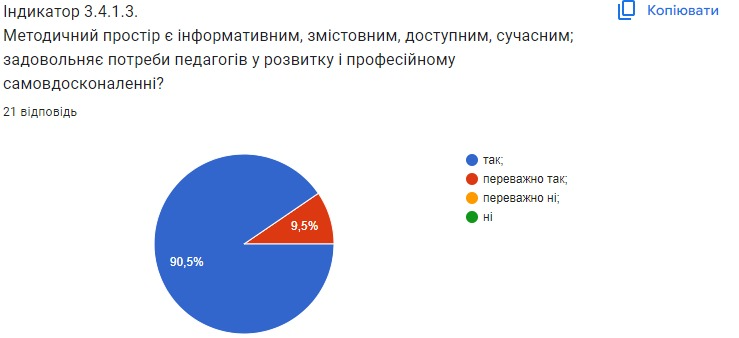 Індикатор 3.4.1.3.
Копіювати
Методичний простір є інформативним, змістовним, доступним, сучасним;
задовольняє потреби педагогів у розвитку і професійному
самовдосконаленні?
21 відповідь
так;
переважно так;
переважно ні;
ні
9,5%
90,5%